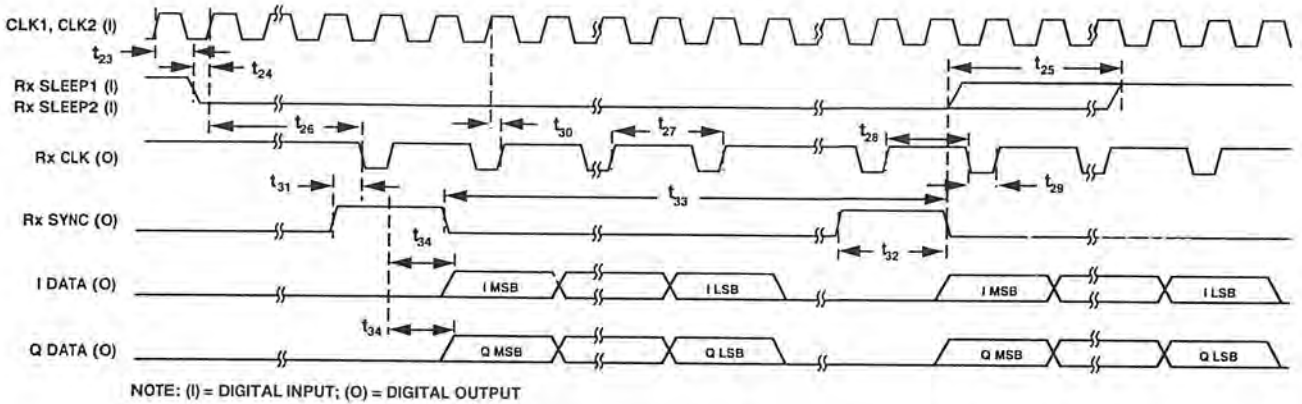 CLK1, CLK2 (I)
t23
t24
t25
Rx SLEEP1 (I)
Rx SLEEP2 (I)
t26
t30
t27
t28
Rx CLK (O)
t31
t33
t29
Rx SYNC (O)
t34
t32
I DATA (O)
I MSB
I LSB
I MSB
I LSB
t34
Q DATA (O)
Q MSB
Q LSB
Q MSB
Q LSB
NOTE: (I) = DIGITAL INPUT; (O) = DIGITAL OUTPUT